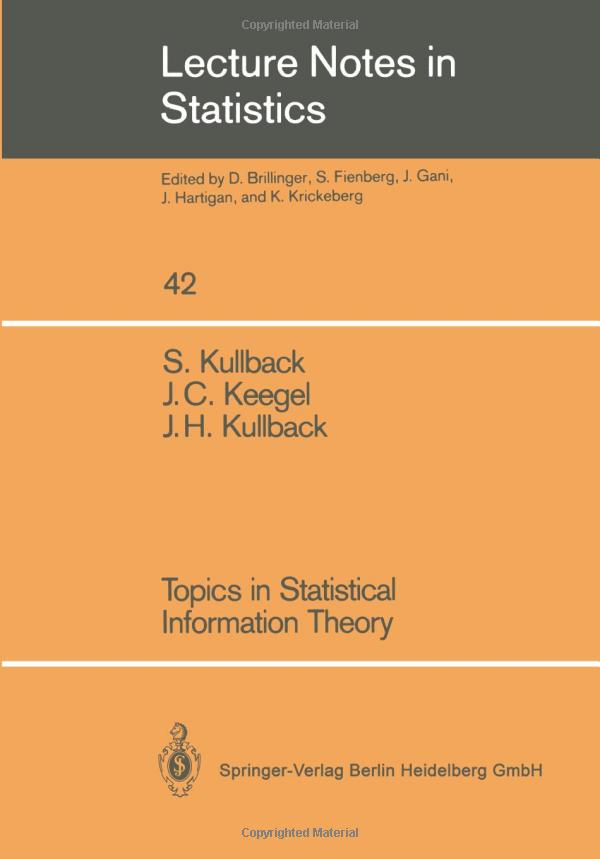 Copyrighted Material
Lecture Notes in
Statistics
Edited by D. Brillinger, S. Fienberg, J. Gani,
J. Hartigan, and K. Krickeberg
42
S. Kullback
J. C. Keegel
J. H. Kullback
Topics in Statistical
Information Theory
S
Springer-Verlag Berlin Heidelberg GmbH
Copyrighted Material